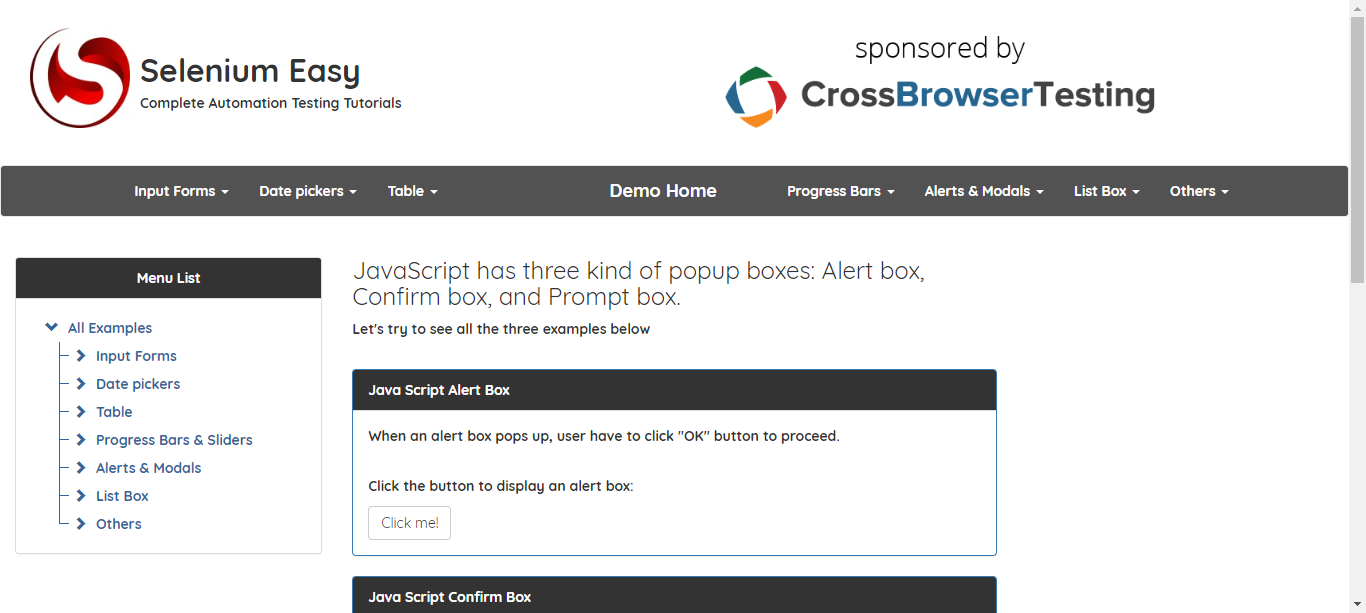 Selenium Easy
Complete Automation Testing Tutorials
sponsored by
CrossBrowserTesting
Input Forms Date pickers Table Demo Home Progress Bars Alerts & Modals List Box Others
Menu List
All Examples
Input Forms
Date pickers
Table
Progress Bars & Sliders
Alerts & Modals
List Box
Others
JavaScript has three kind of popup boxes: Alert box,
Confirm box, and Prompt box.
Let's try to see all the three examples below
Java Script Alert Box
When an alert box pops up, user have to click "OK" button to proceed.
Click the button to display an alert box:
Click me!
Java Script Confirm Box